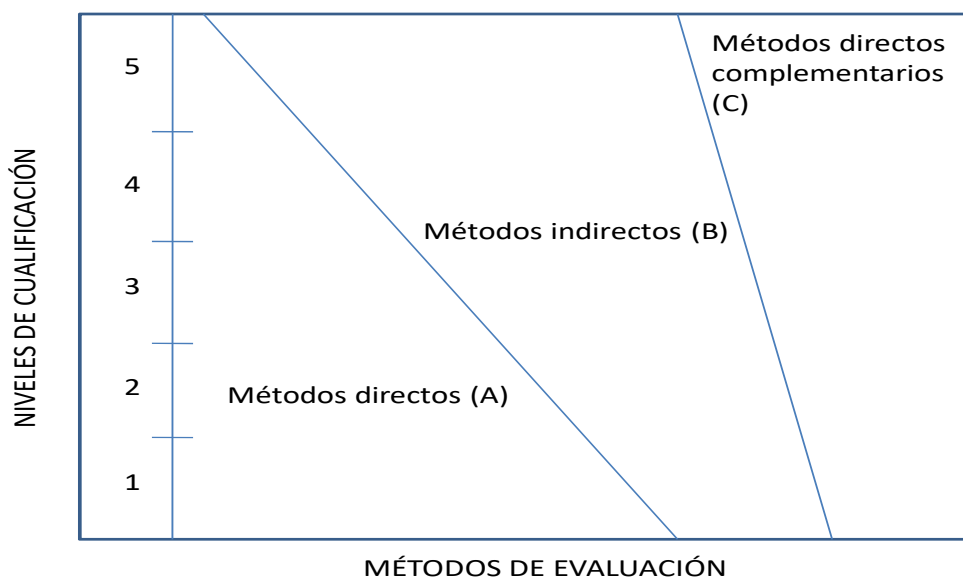 Métodos directos
complementarios
(C)
5
4
Métodos indirectos (B)
3
2
Métodos directos (A)
1
NIVELES DE CUALIFICACIÓN
MÉTODOS DE EVALUACIÓN